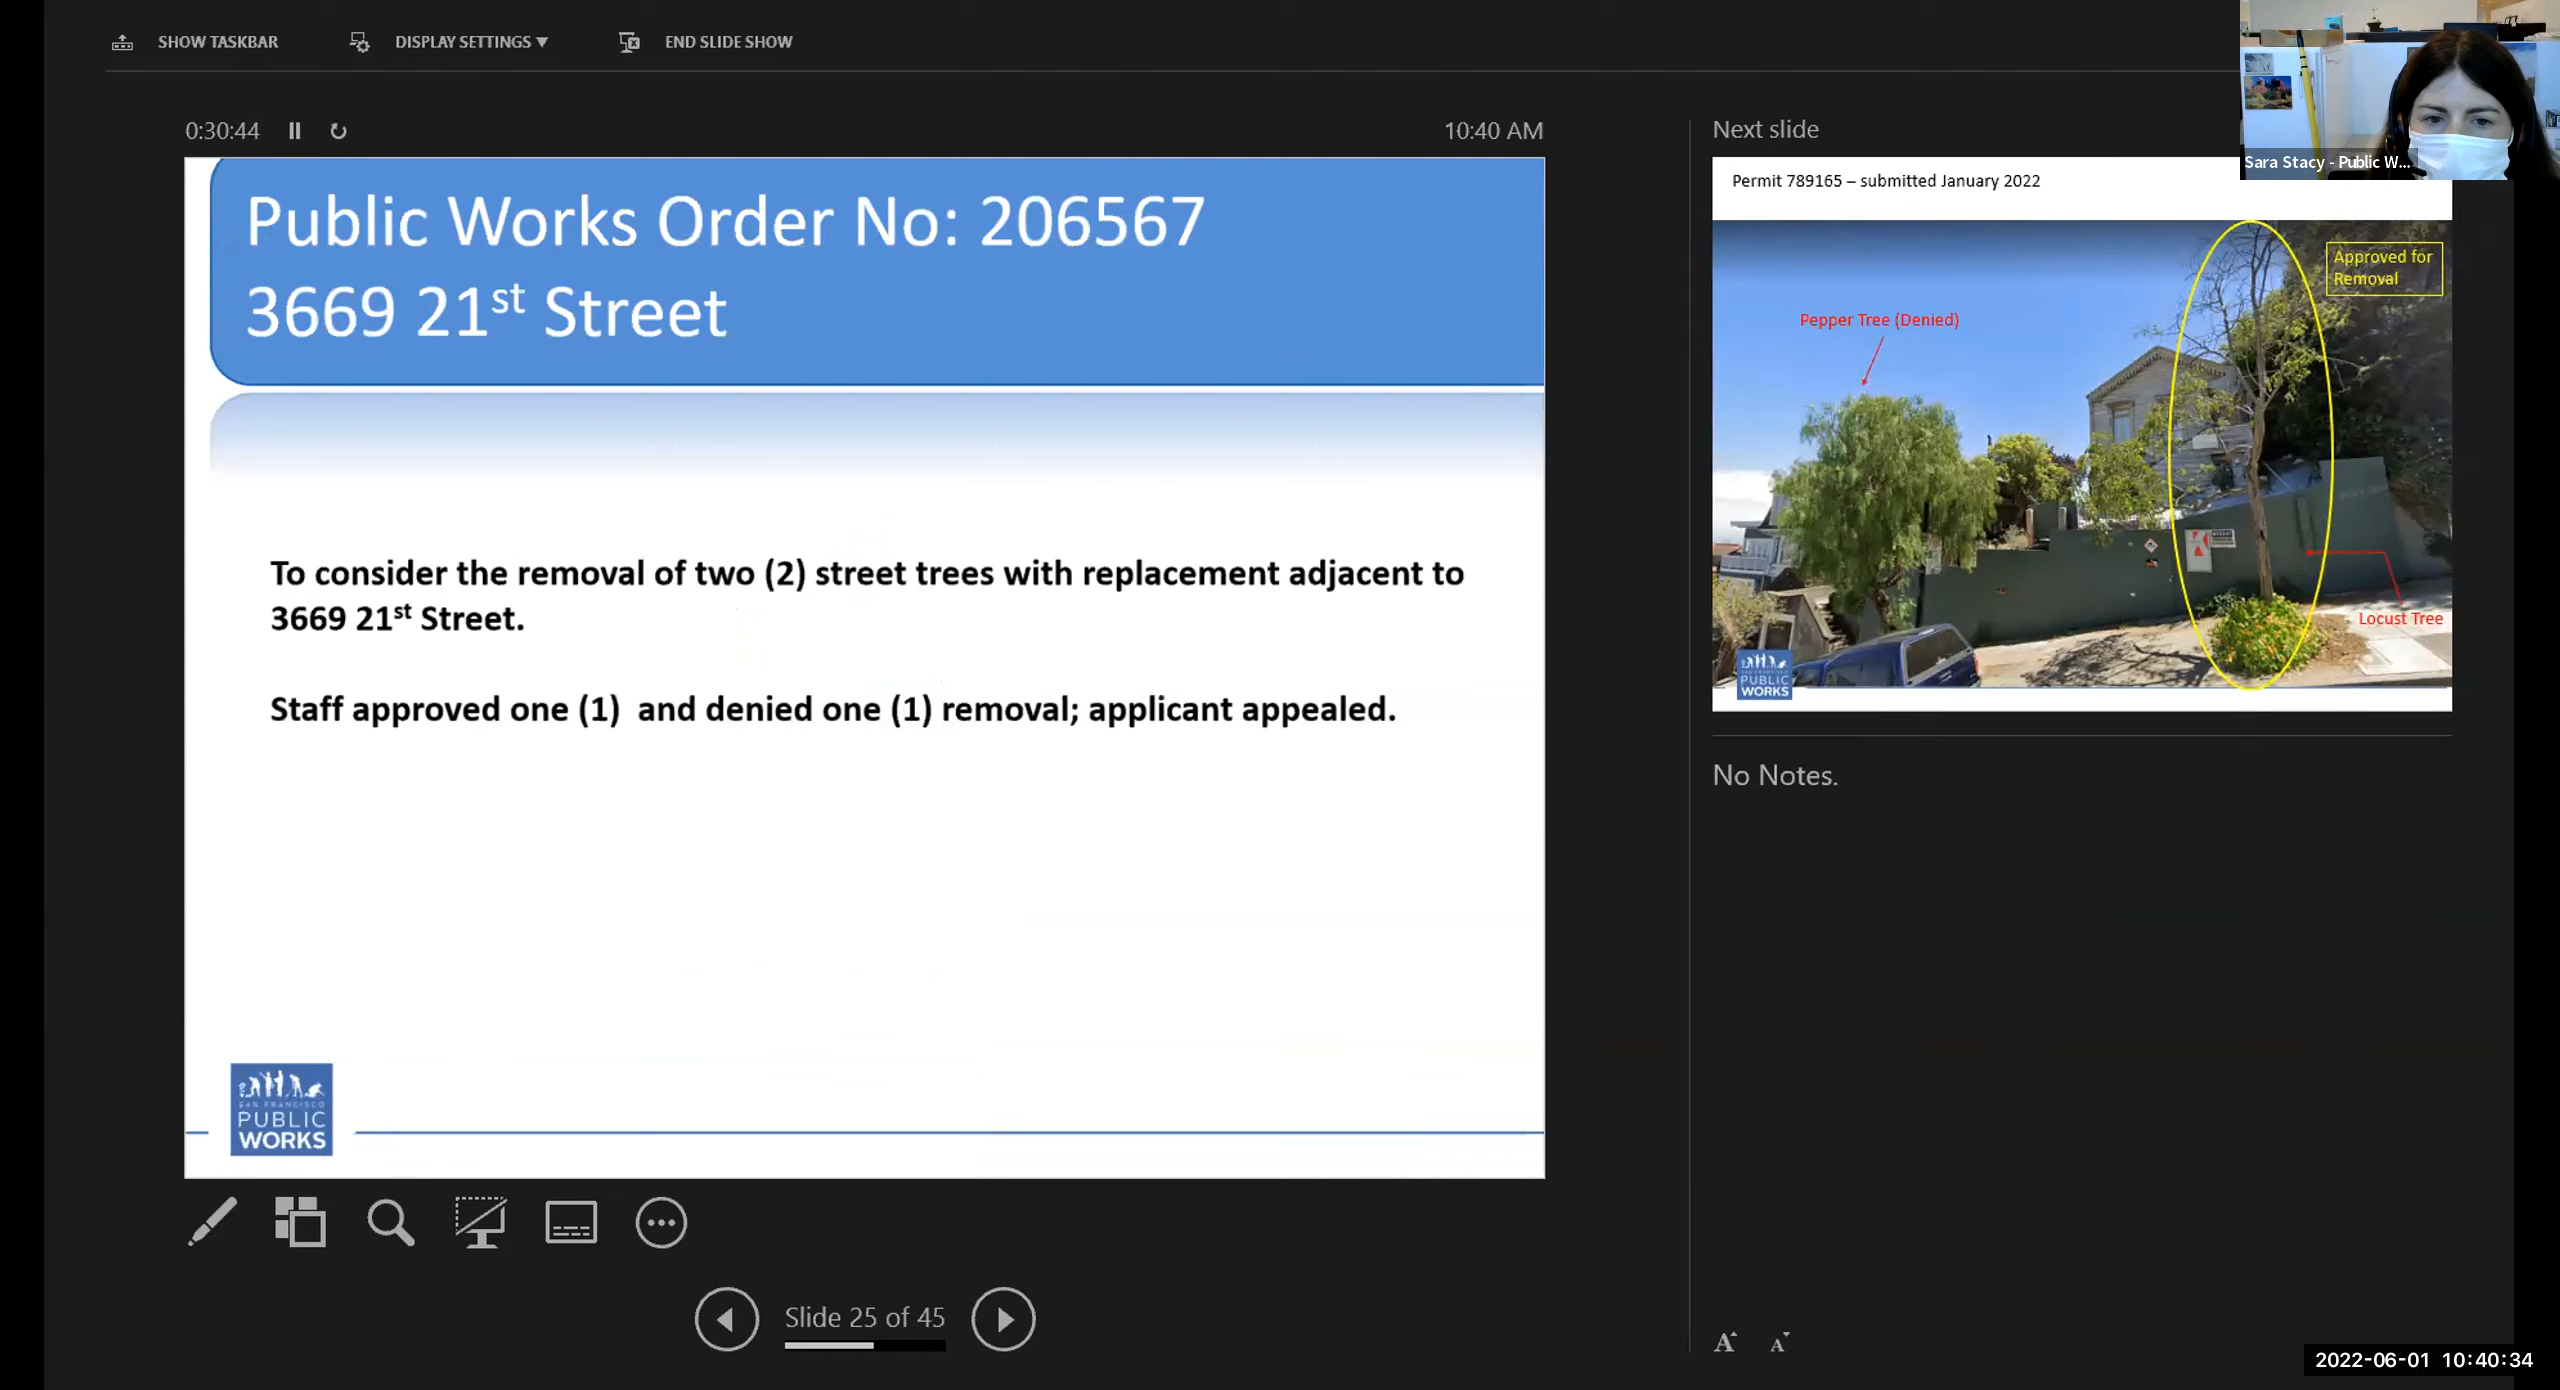 SHOW TASKBAR
DISPLAY SETTINGS ▼
END SLIDE SHOW
0:30:44
10:40 AM
Public Works Order No: 206567
3669 21st Street
To consider the removal of two (2) street trees with replacement adjacent to
3669 21st Street.
Staff approved one (1) and denied one (1) removal; applicant appealed.
SAN FRANCISCO
PUBLIC
WORKS
Slide 25 of 45
Next slide
Sara Stacy - Public W...
Permit 789165 – submitted January 2022
Approved for
Removal
Pepper Tree (Denied)
Locust Tree
PUBLIC
WORKS
No Notes.
A
A
2022-06-01 10:40:34